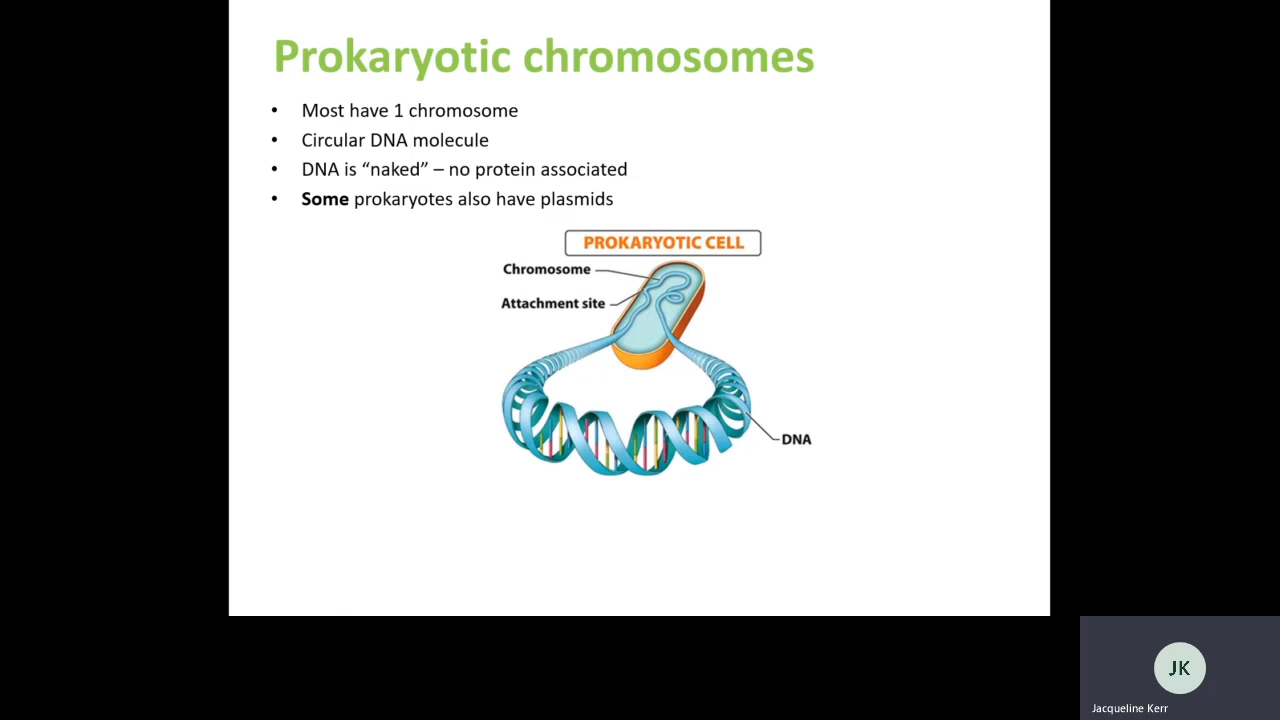 Prokaryotic chromosomes
• Most have 1 chromosome
• Circular DNA molecule
• DNA is “naked” – no protein associated
• Some prokaryotes also have plasmids
PROKARYOTIC CELL
Chromosome
Attachment site
DNA
JK
Jacqueline Kerr